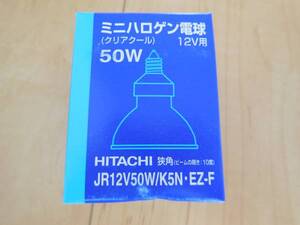 ミニハロゲン電球
(クリアクール) 12V用
50W
HITACHI 狭角(ビームの開き:10度)
JR12V50W/K5N・EZ-F